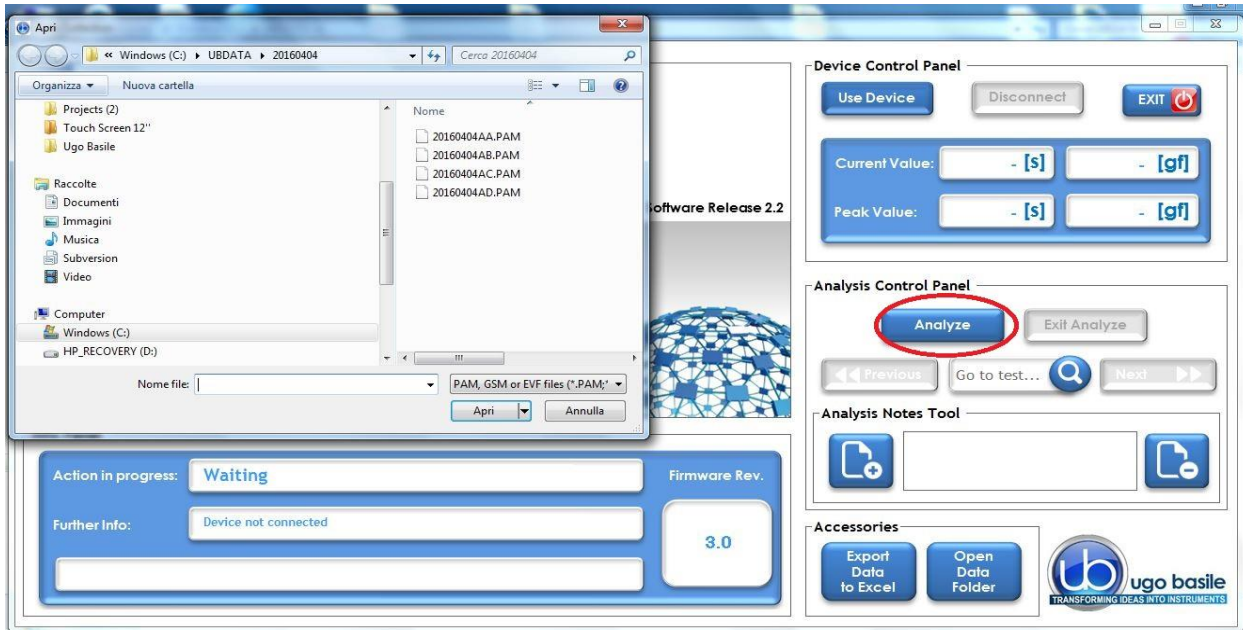 Apri
« Windows (C:) ▸ UBDATA ▸ 20160404
Cerca 20160404
Organizza
Nuova cartella
Projects (2)
Touch Screen 12''
Ugo Basile
Raccolte
Documenti
Immagini
Musica
Subversion
Video
Computer
Windows (C:)
HP_RECOVERY (D:)
Nome
20160404AA.PAM
20160404AB.PAM
20160404AC.PAM
20160404AD.PAM
Nome file:
PAM, GSM or EVF files (*.PAM;*
Apri
Annulla
Software Release 2.2
Action in progress:
Waiting
Further Info:
Device not connected
Firmware Rev.
3.0
Device Control Panel
Use Device
Disconnect
EXIT
Current Value:
- [s]
- [gf]
Peak Value:
- [s]
- [gf]
Analysis Control Panel
Analyze
Exit Analyze
Previous
Go to test...
Next
Analysis Notes Tool
Accessories
Export
Data
to Excel
Open
Data
Folder
ub
ugo basile
TRANSFORMING IDEAS INTO INSTRUMENTS